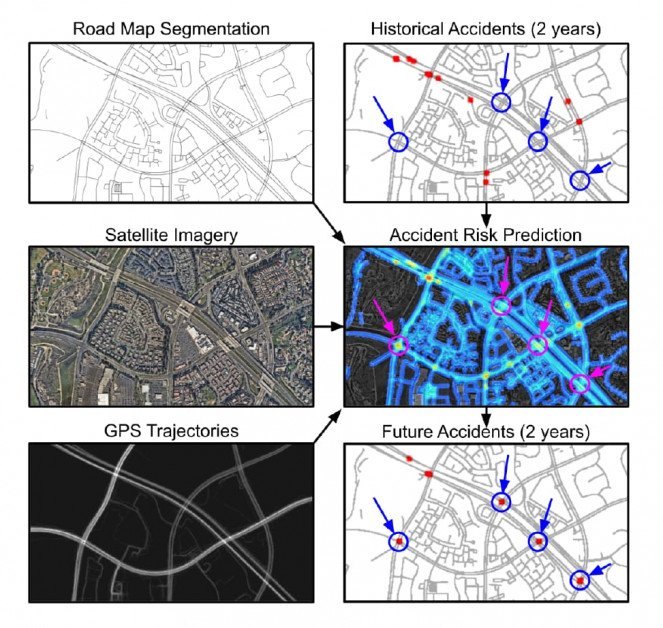 Road Map Segmentation
Historical Accidents (2 years)
Satellite Imagery
Accident Risk Prediction
GPS Trajectories
Future Accidents (2 years)